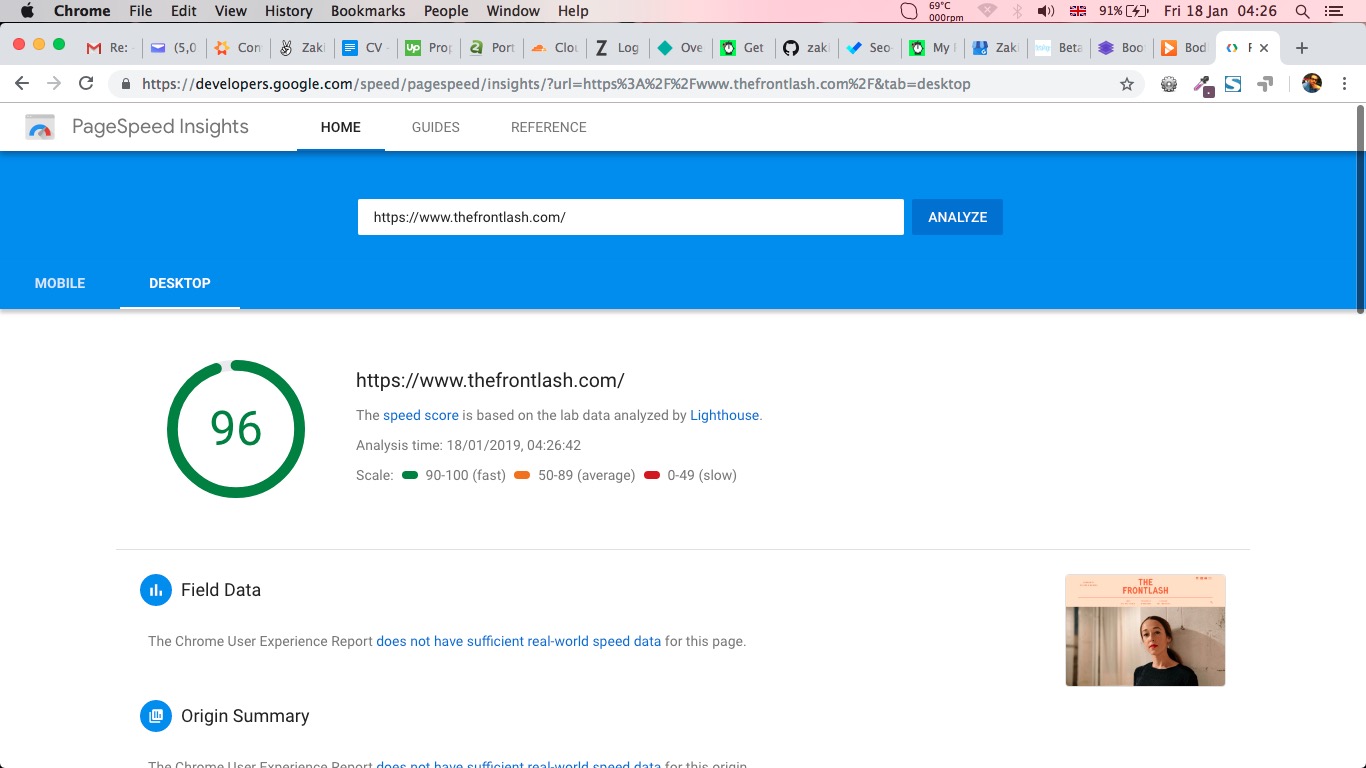 Chrome File Edit View History Bookmarks People Window Help 69°C 000rpm 91% Fri 18 Jan 04:26
Re: (5,0 Con Zaki CV - Prop Port Clou Log Ove Get zaki Seo- My Zaki Beta Boo Bod
https://developers.google.com/speed/pagespeed/insights/?url=https%3A%2F%2Fwww.thefrontlash.com%2F&tab=desktop
PageSpeed Insights HOME GUIDES REFERENCE
https://www.thefrontlash.com/ ANALYZE
MOBILE DESKTOP
96
https://www.thefrontlash.com/
The speed score is based on the lab data analyzed by Lighthouse.
Analysis time: 18/01/2019, 04:26:42
Scale: 90-100 (fast) 50-89 (average) 0-49 (slow)
Field Data
The Chrome User Experience Report does not have sufficient real-world speed data for this page.
THE
FRONTLASH
Origin Summary
The Chrome User Experience Report does not have sufficient real-world speed data for this origin.